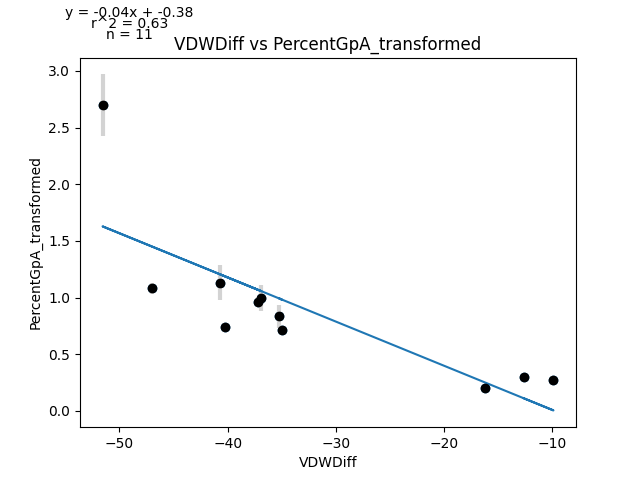 y = -0.04x + -0.38
r^2 = 0.63
n = 11
VDWDiff vs PercentGpA_transformed
3.0
2.5
2.0
1.5
1.0
0.5
0.0
PercentGpA_transformed
−50 −40 −30 −20 −10
VDWDiff